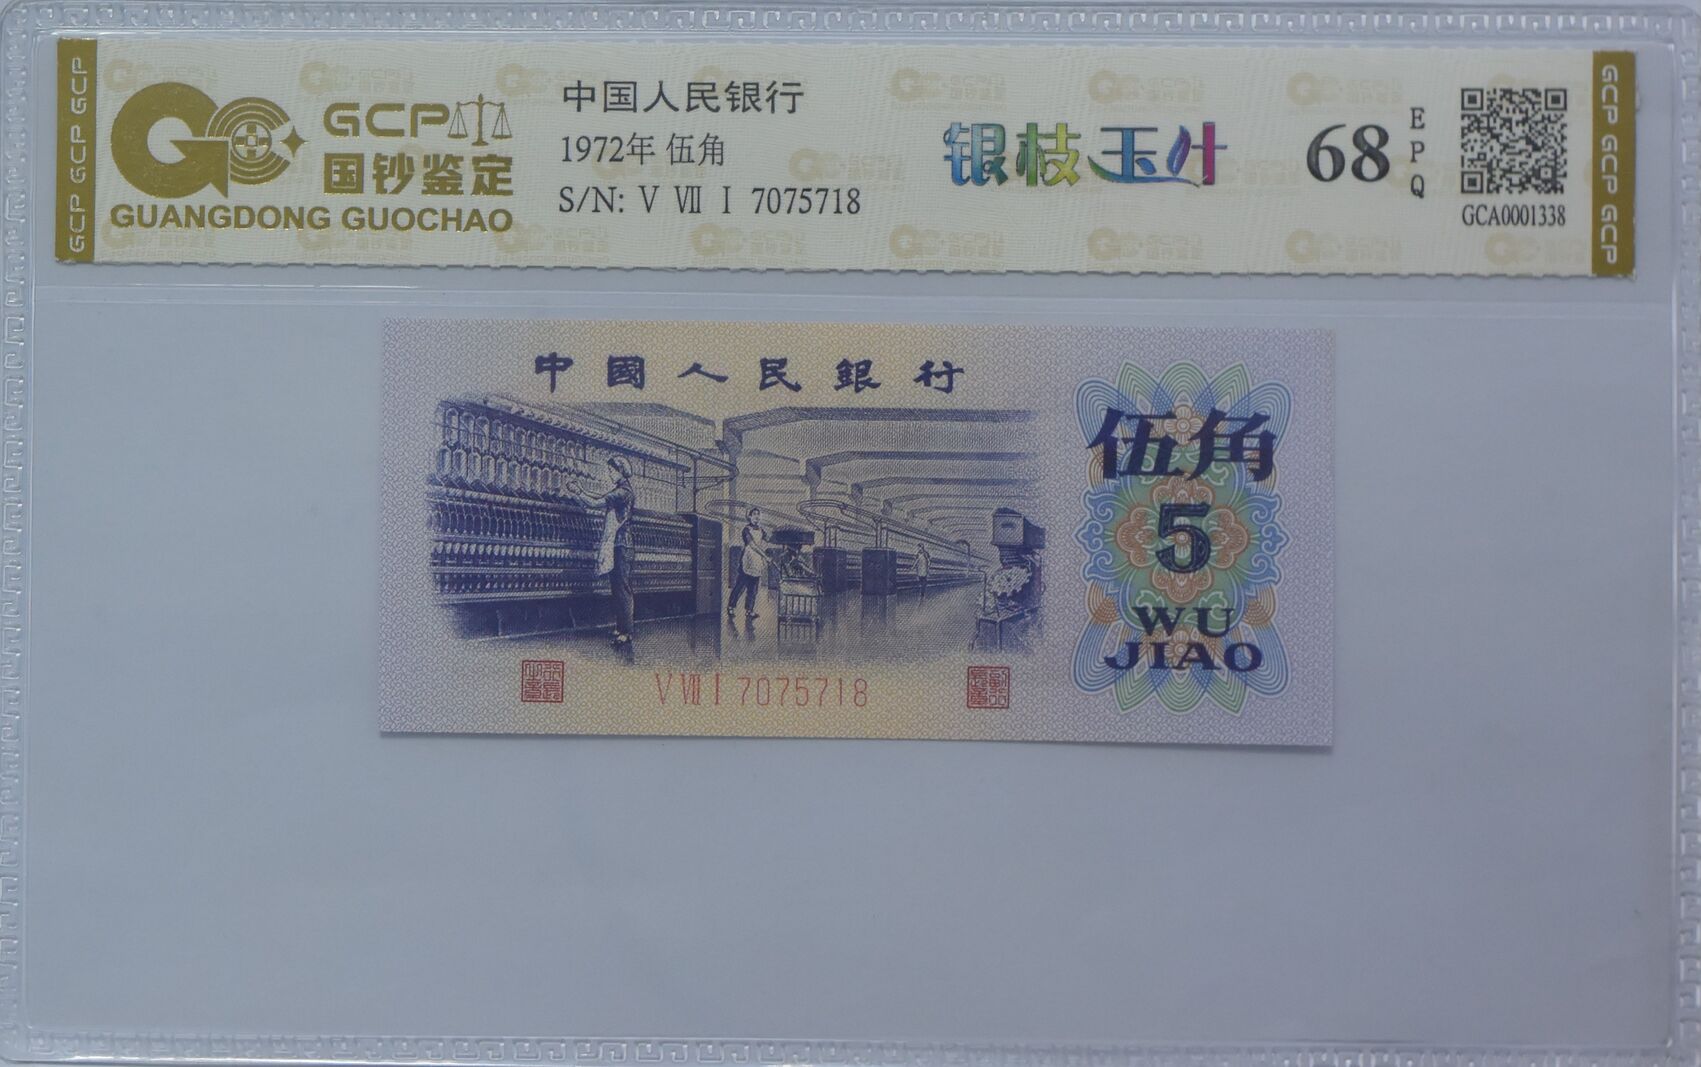 GCP GCP GCP
GCP
国钞鉴定
GUANGDONG GUOCHAO
中国人民银行
1972年 伍角
S/N: V Ⅶ I 7075718
银枝玉叶
68
EPQ
GCA0001338
GCP GCP GCP
中國人民銀行
伍角
5
WU
JIAO
V Ⅶ I 7075718